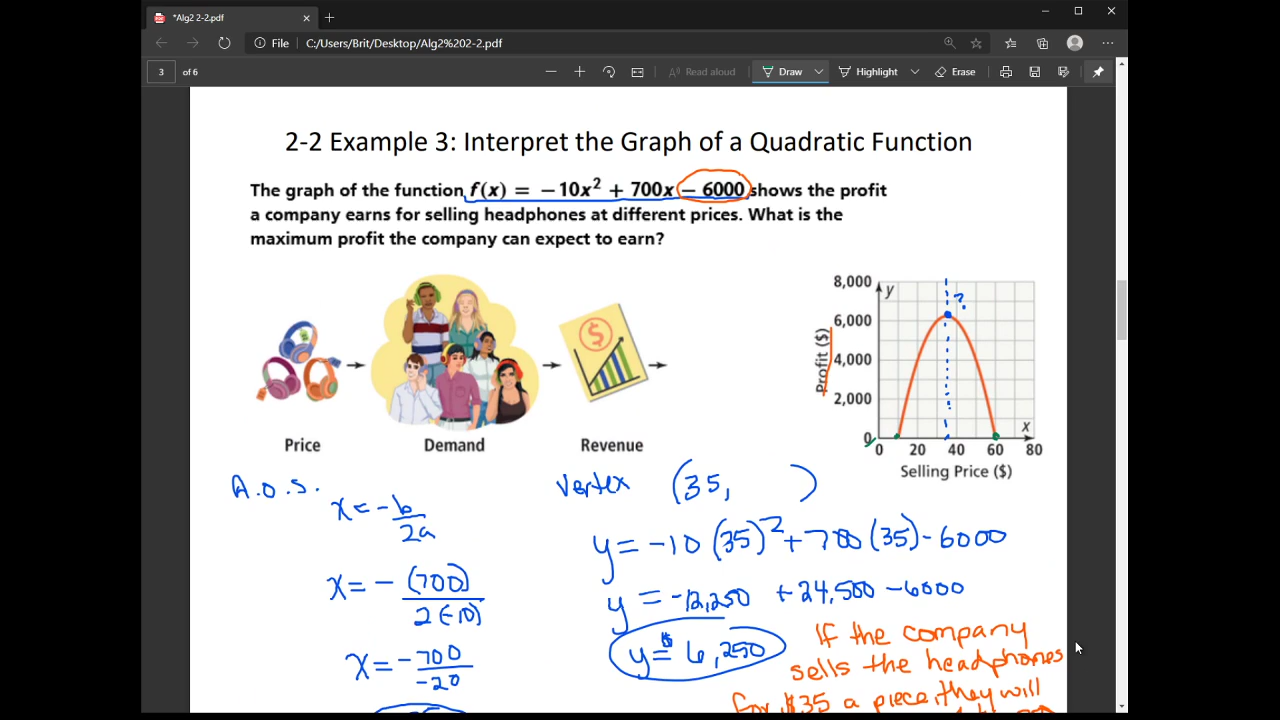 *Alg2 2-2.pdf
File C:/Users/Brit/Desktop/Alg2%202-2.pdf
3 of 6 Read aloud Draw Highlight Erase
2-2 Example 3: Interpret the Graph of a Quadratic Function
The graph of the function f(x) = −10x² + 700x − 6000 shows the profit
a company earns for selling headphones at different prices. What is the
maximum profit the company can expect to earn?
Price
Demand
Revenue
8,000
y
?
6,000
4,000
2,000
0
Profit ($)
x
0 20 40 60 80
Selling Price ($)
A.O.S.
x = -b/2a
x = -(700)/2(-10)
x = -700/-20
Vertex (35, )
y = -10(35)² + 700(35) - 6000
y = -12,250 + 24,500 - 6000
y = $6,250
If the company
sells the headphones
for $35 a piece, they will